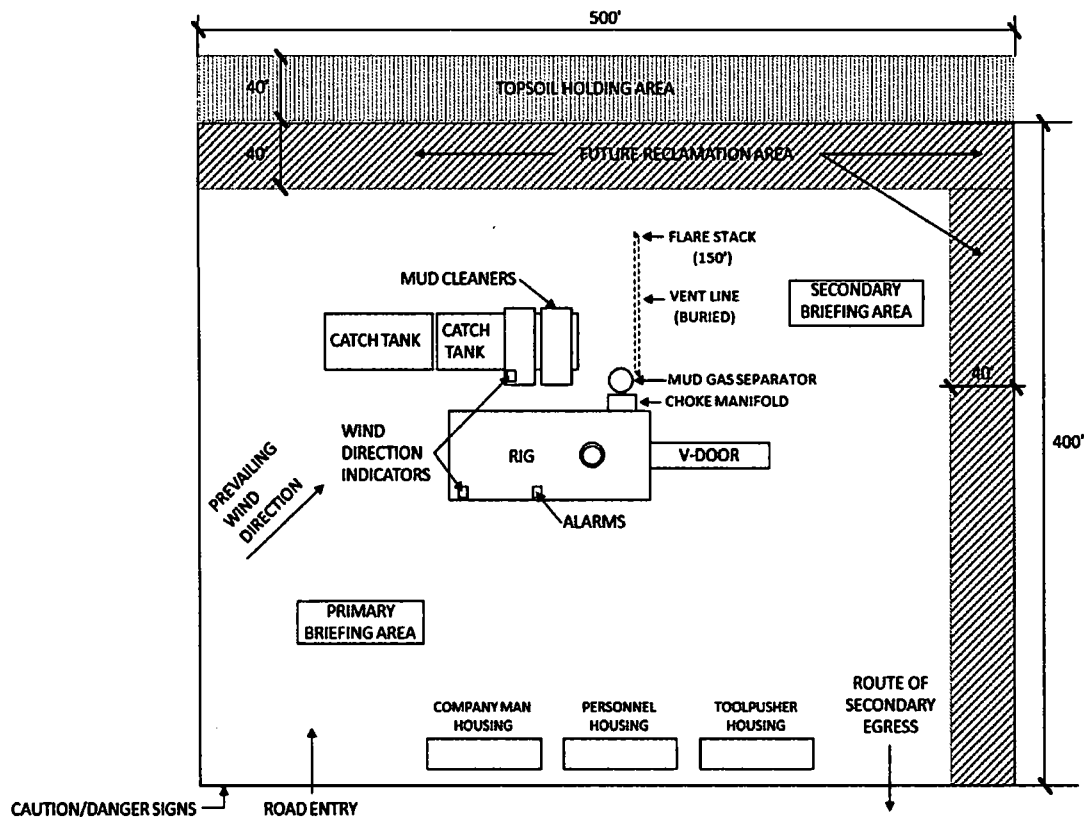 500'
40'
TOPSOIL HOLDING AREA
40'
FUTURE RECLAMATION AREA
FLARE STACK
(150')
MUD CLEANERS
VENT LINE
(BURIED)
SECONDARY
BRIEFING AREA
CATCH TANK
CATCH
TANK
MUD GAS SEPARATOR
40'
CHOKE MANIFOLD
WIND
DIRECTION
INDICATORS
RIG
V-DOOR
400'
PREVAILING
WIND
DIRECTION
ALARMS
PRIMARY
BRIEFING AREA
COMPANY MAN
HOUSING
PERSONNEL
HOUSING
TOOLPUSHER
HOUSING
ROUTE OF
SECONDARY
EGRESS
CAUTION/DANGER SIGNS
ROAD ENTRY